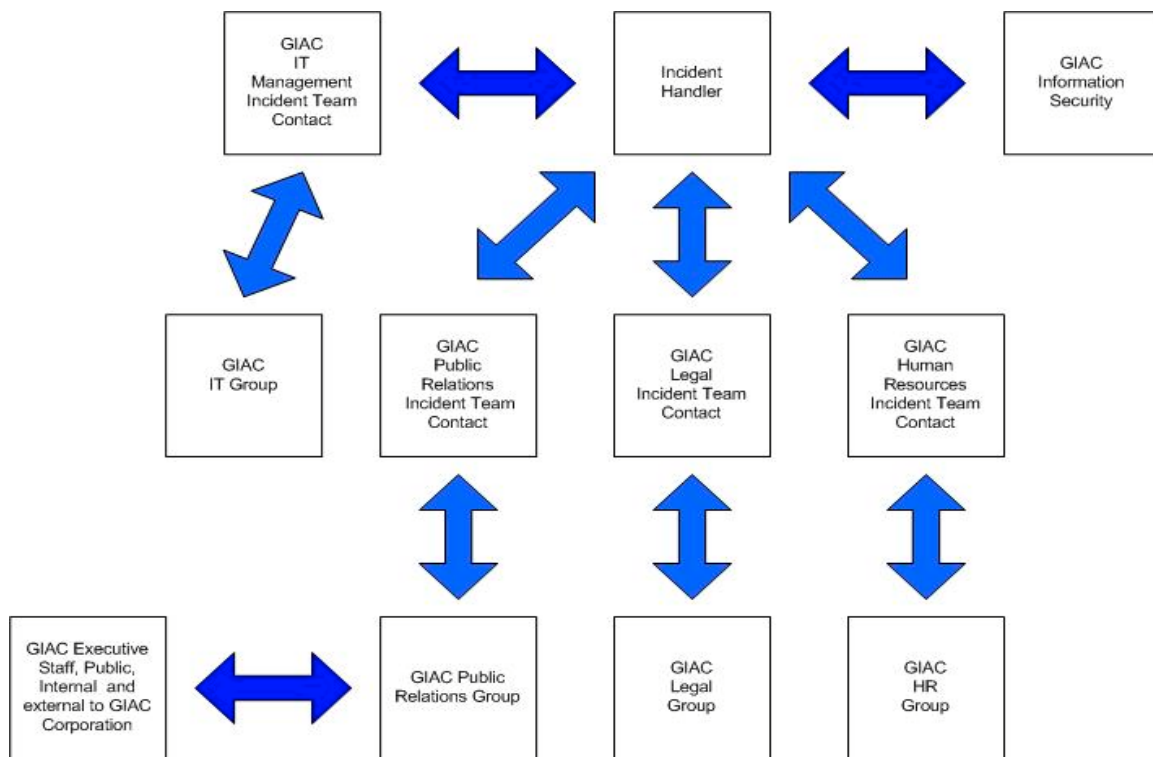 GIAC
IT
Management
Incident Team
Contact
Incident
Handler
GIAC
Information
Security
GIAC
IT Group
GIAC
Public
Relations
Incident Team
Contact
GIAC
Legal
Incident Team
Contact
GIAC
Human
Resources
Incident Team
Contact
GIAC Executive
Staff, Public,
Internal and
external to GIAC
Corporation
GIAC Public
Relations Group
GIAC
Legal
Group
GIAC
HR
Group